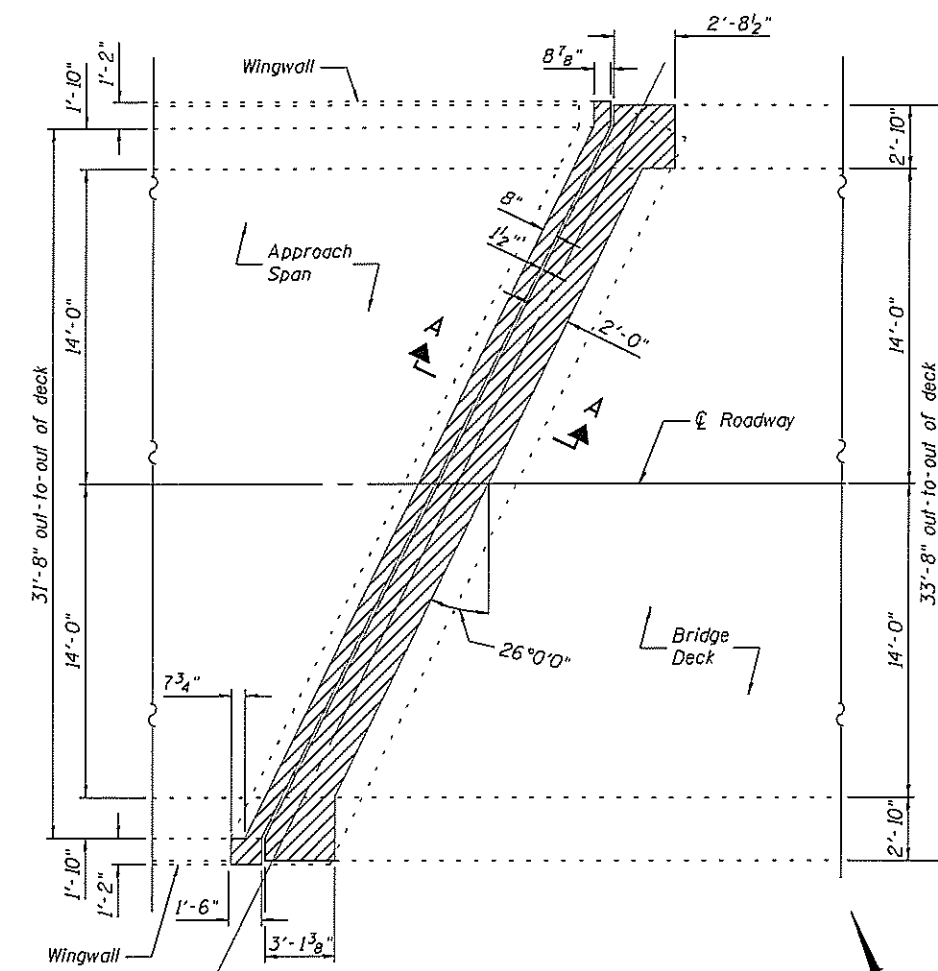 2'-8½"
8⅞"
Wingwall
1'-2"
1'-10"
2'-10"
8"
1½"
Approach
Span
14'-0"
14'-0"
2'-0"
A
A
℄ Roadway
31'-8" out-to-out of deck
33'-8" out-to-out of deck
26°0'0"
Bridge
Deck
14'-0"
14'-0"
7¾"
1'-10"
1'-2"
2'-10"
1'-6"
3'-1⅜"
Wingwall